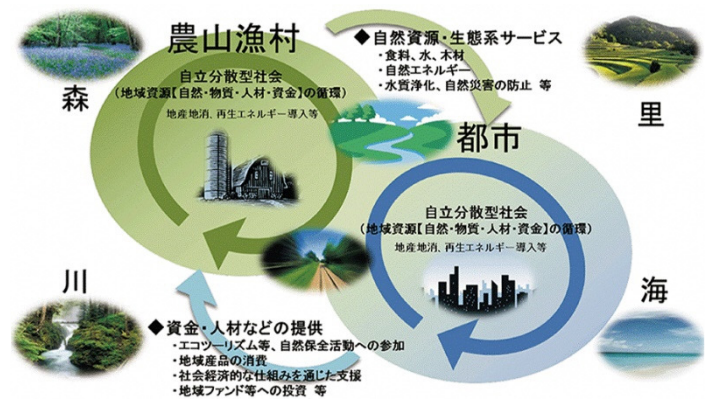 農山漁村
自立分散型社会
（地域資源【自然・物質・人材・資金】の循環）
地産地消、再生エネルギー導入等
◆自然資源・生態系サービス
・食料、水、木材
・自然エネルギー
・水質浄化、自然災害の防止 等
森
里
都市
自立分散型社会
（地域資源【自然・物質・人材・資金】の循環）
地産地消、再生エネルギー導入等
川
海
◆資金・人材などの提供
・エコツーリズム等、自然保全活動への参加
・地域産品の消費
・社会経済的な仕組みを通じた支援
・地域ファンド等への投資 等